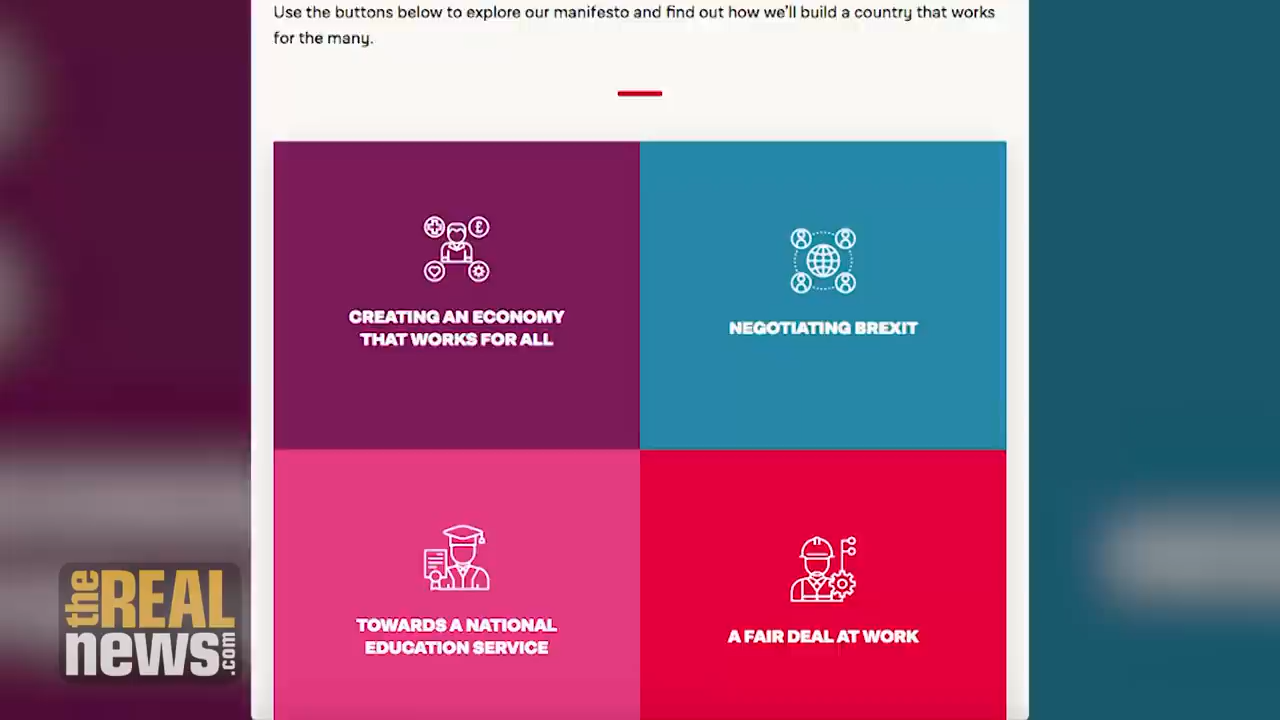 Use the buttons below to explore our manifesto and find out how we'll build a country that works
for the many.
£
CREATING AN ECONOMY
THAT WORKS FOR ALL
NEGOTIATING BREXIT
TOWARDS A NATIONAL
EDUCATION SERVICE
A FAIR DEAL AT WORK
the REAL
news.com